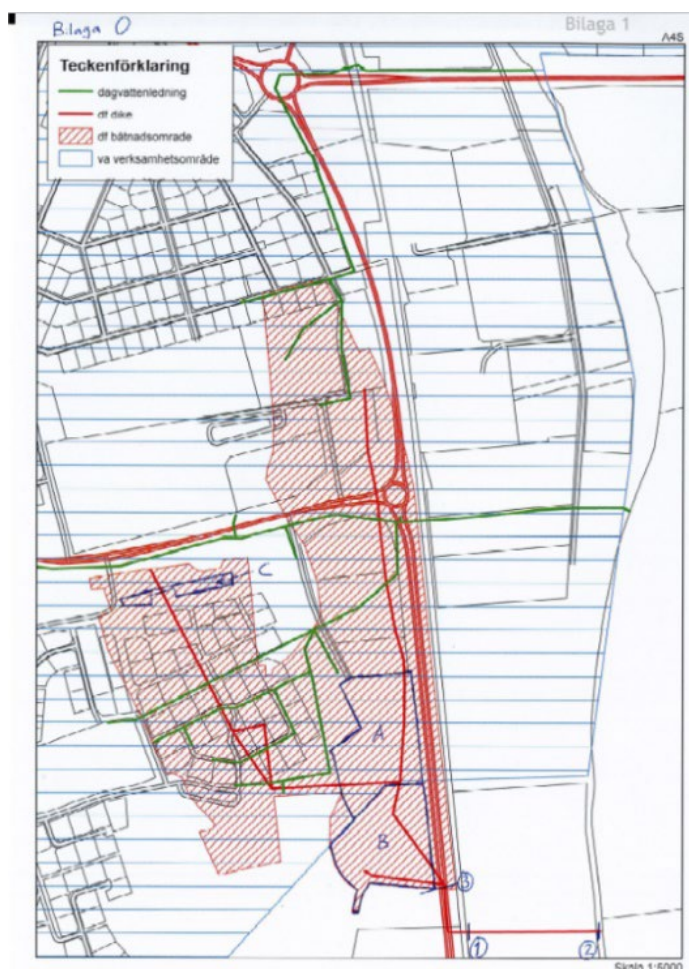 Bilaga O
Bilaga 1
A4S
Teckenförklaring
dagvattenledning
df dike
df båtnadsområde
va verksamhetsområde
C
A
B
3
1
2
Skala 1:5000